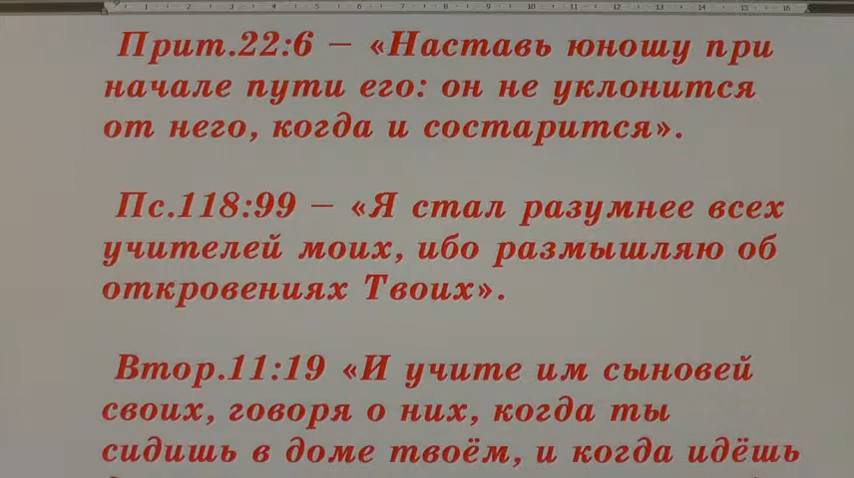 Прит.22:6 – «Наставь юношу при
начале пути его: он не уклонится
от него, когда и состарится».
Пс.118:99 – «Я стал разумнее всех
учителей моих, ибо размышляю об
откровениях Твоих».
Втор.11:19 «И учите им сыновей
своих, говоря о них, когда ты
сидишь в доме твоём, и когда идёшь